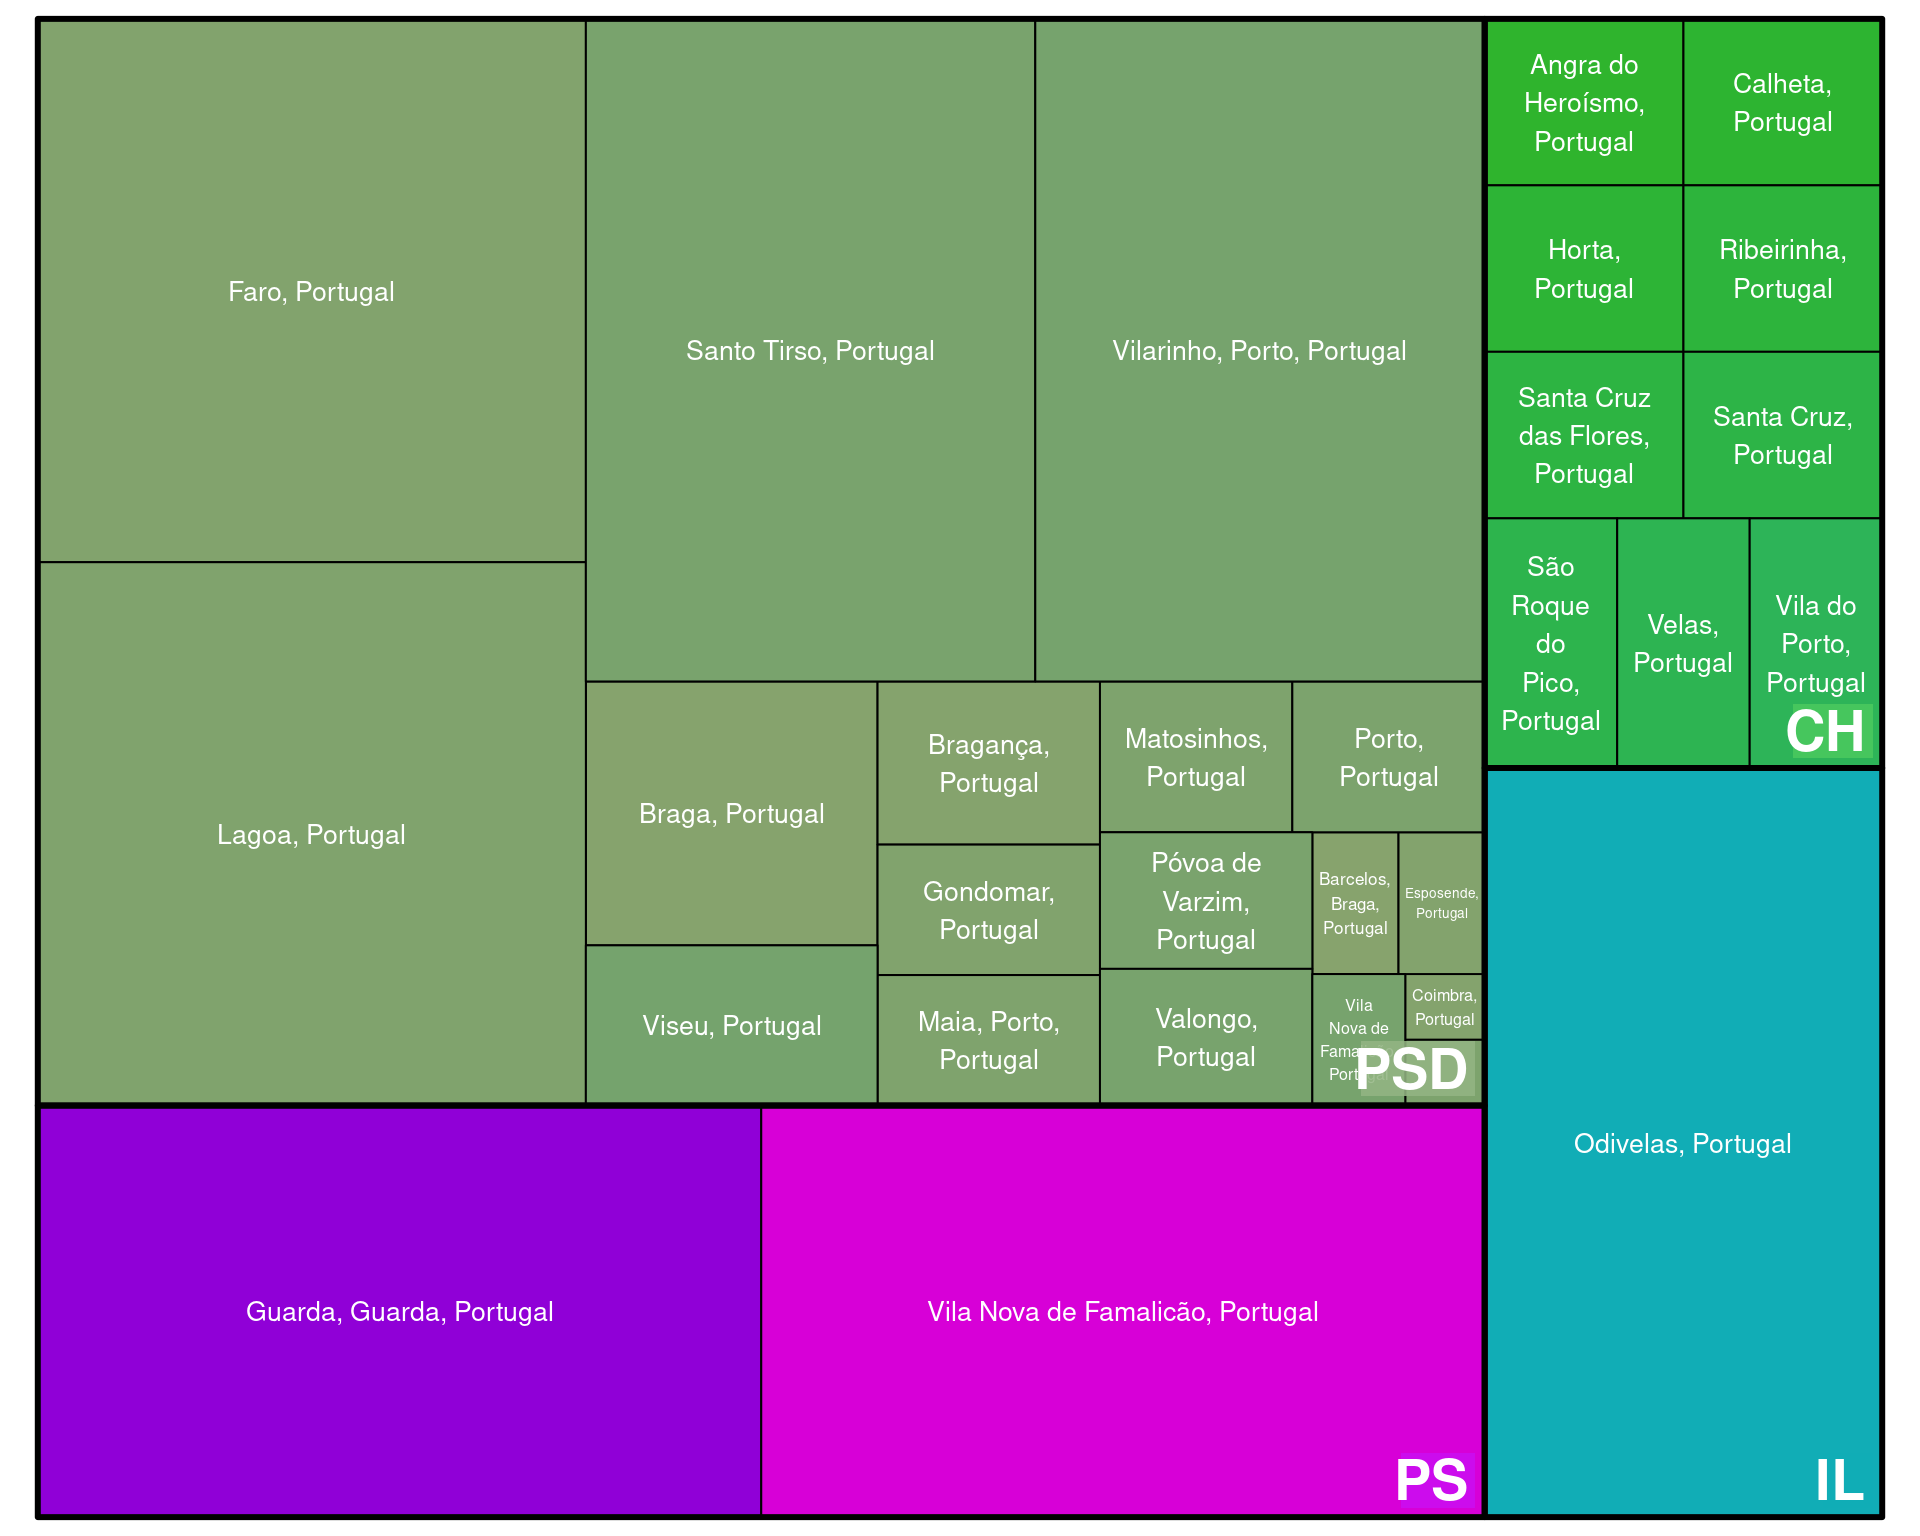 Faro, Portugal
Lagoa, Portugal
Santo Tirso, Portugal
Vilarinho, Porto, Portugal
Braga, Portugal
Viseu, Portugal
Bragança,
Portugal
Gondomar,
Portugal
Maia, Porto,
Portugal
Matosinhos,
Portugal
Porto,
Portugal
Póvoa de
Varzim,
Portugal
Valongo,
Portugal
Barcelos,
Braga,
Portugal
Esposende,
Portugal
Vila
Nova de
Coimbra,
Portugal
PSD
Guarda, Guarda, Portugal
Vila Nova de Famalicão, Portugal
PS
Angra do
Heroísmo,
Portugal
Calheta,
Portugal
Horta,
Portugal
Ribeirinha,
Portugal
Santa Cruz
das Flores,
Portugal
Santa Cruz,
Portugal
São
Roque
do
Pico,
Portugal
Velas,
Portugal
Vila do
Porto,
Portugal
CH
Odivelas, Portugal
IL